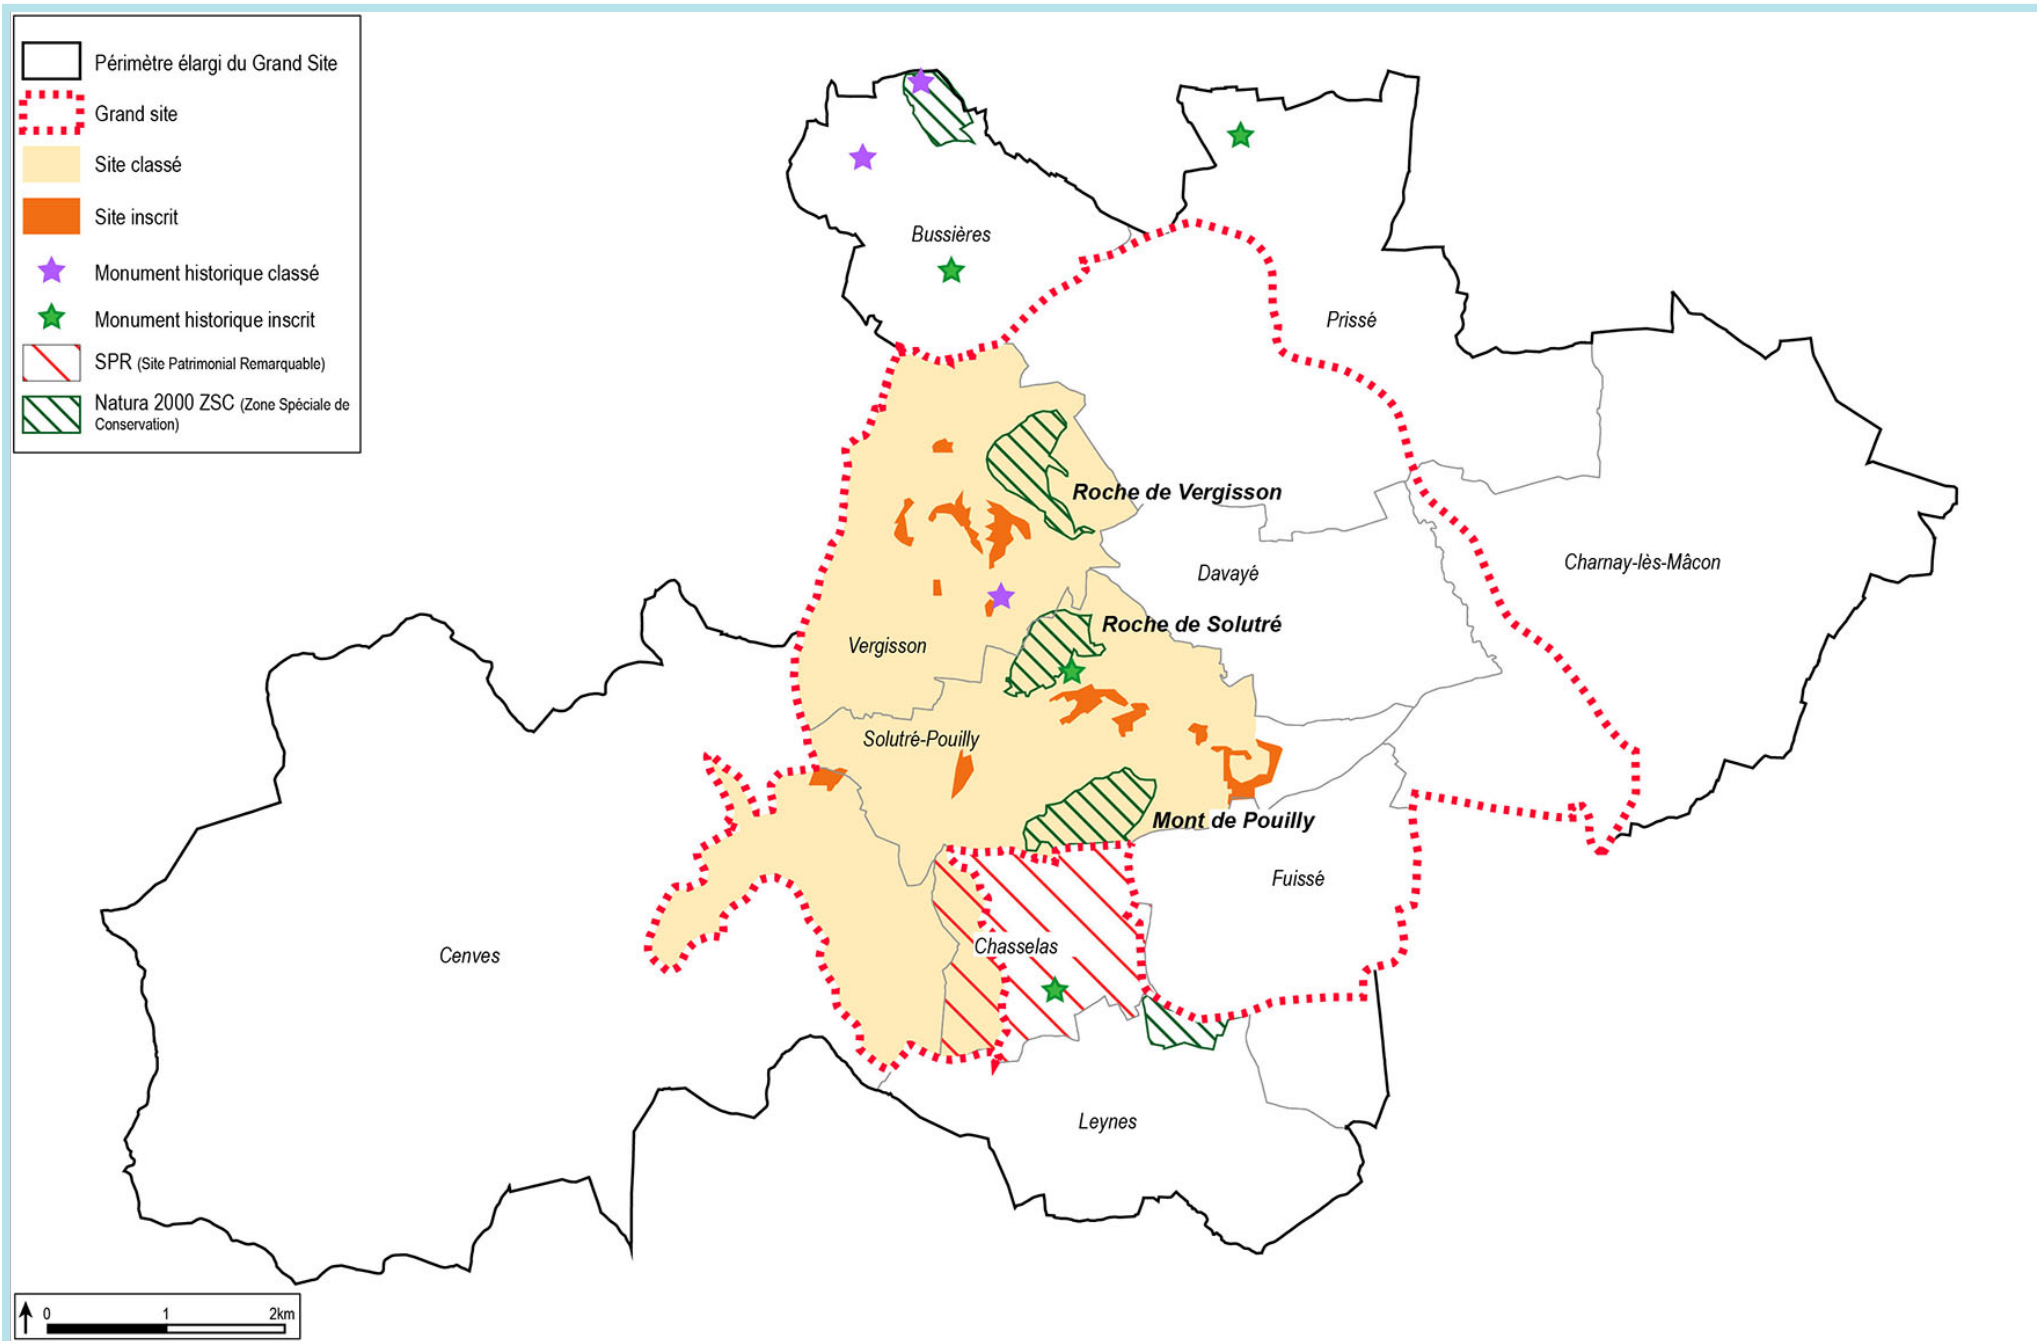 Périmètre élargi du Grand Site
Grand site
Site classé
Site inscrit
Monument historique classé
Monument historique inscrit
SPR (Site Patrimonial Remarquable)
Natura 2000 ZSC (Zone Spéciale de
Conservation)
Bussières
Prissé
Roche de Vergisson
Charnay-lès-Mâcon
Davayé
Roche de Solutré
Vergisson
Solutré-Pouilly
Mont de Pouilly
Fuissé
Chasselas
Cenves
Leynes
0 1 2km